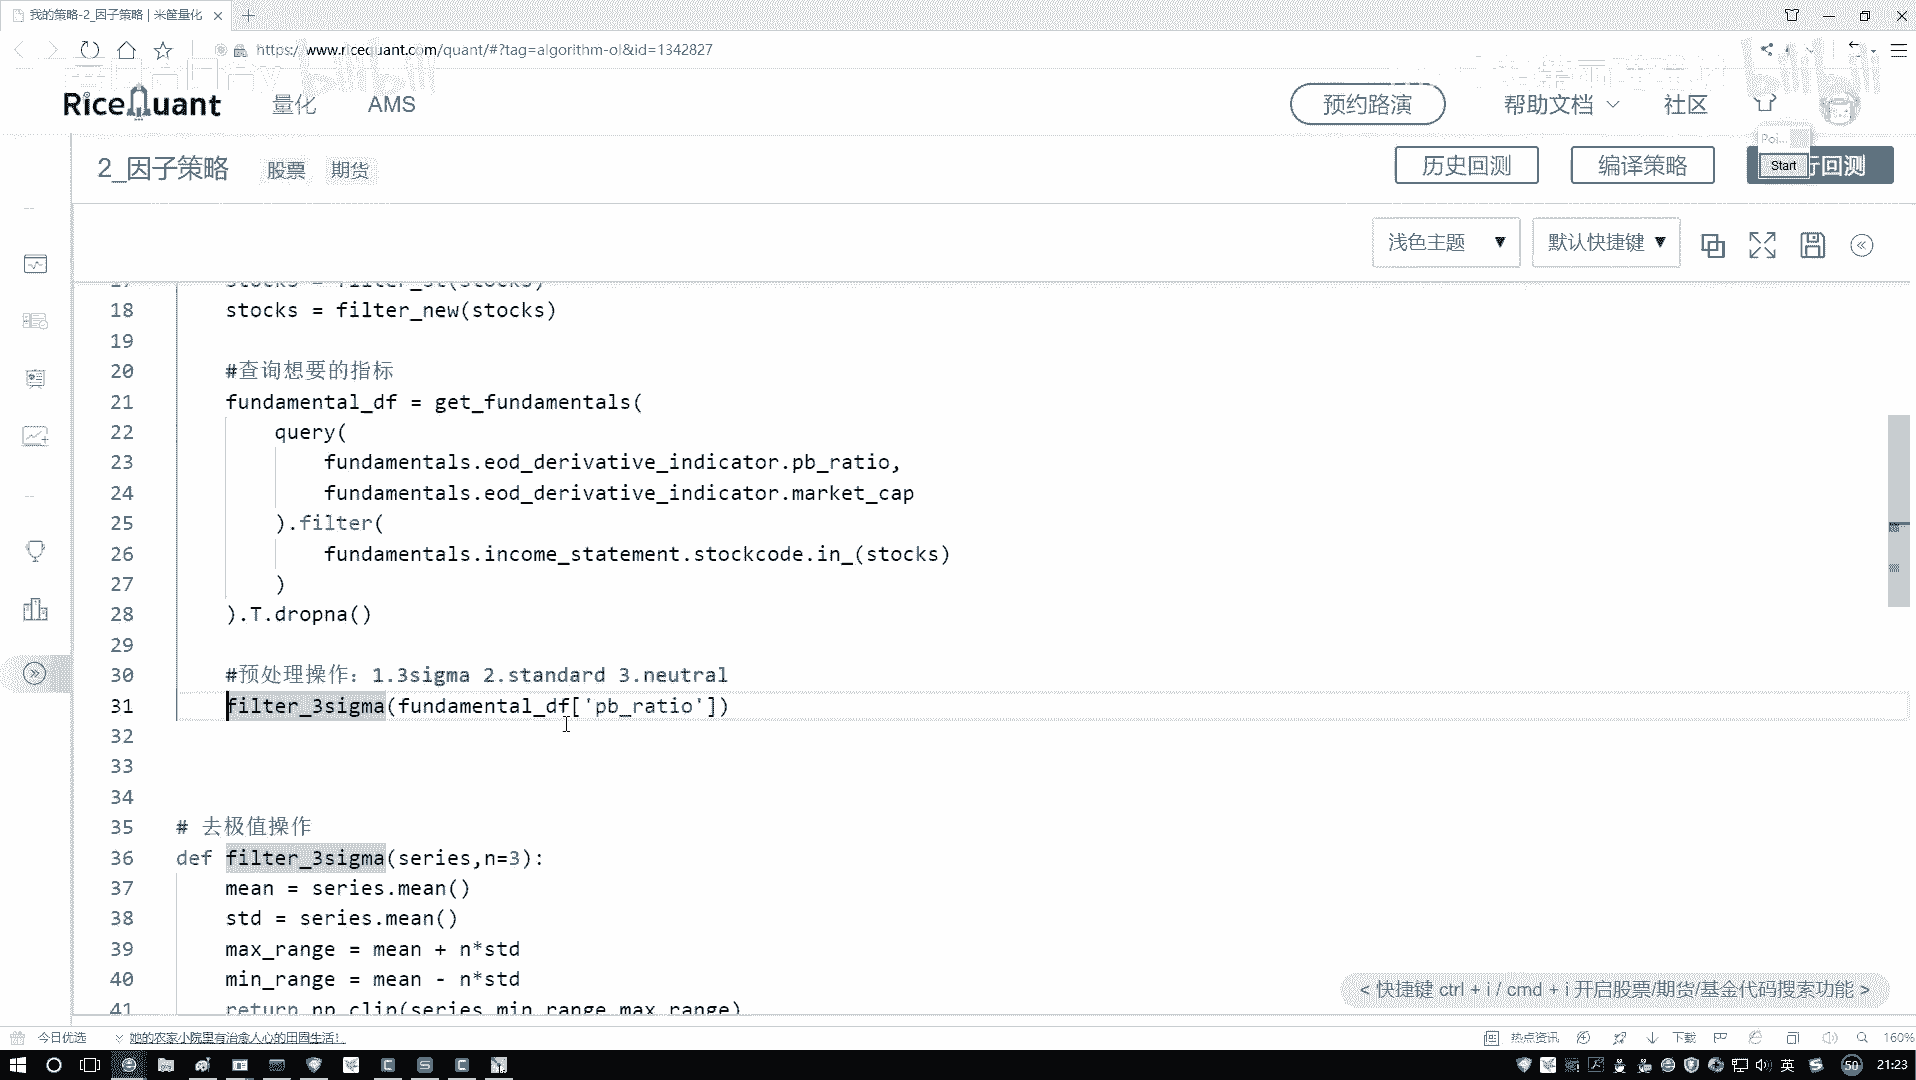 我的策略-2_因子策略 | 米筐量化
https://www.ricequant.com/quant/#?tag=algorithm-ol&id=1342827
bilibili
bilibili
RiceQuant 量化 AMS 预约路演 帮助文档 社区
Poi...
2_因子策略 股票 期货 历史回测 编译策略 Start 行回测
浅色主题 默认快捷键
17 stocks = filter_st(stocks)
18 stocks = filter_new(stocks)
19
20 #查询想要的指标
21 fundamental_df = get_fundamentals(
22 query(
23 fundamentals.eod_derivative_indicator.pb_ratio,
24 fundamentals.eod_derivative_indicator.market_cap
25 ).filter(
26 fundamentals.income_statement.stockcode.in_(stocks)
27 )
28 ).T.dropna()
29
30 #预处理操作：1.3sigma 2.standard 3.neutral
31 filter_3sigma(fundamental_df['pb_ratio'])
32
33
34
35 # 去极值操作
36 def filter_3sigma(series,n=3):
37 mean = series.mean()
38 std = series.mean()
39 max_range = mean + n*std
40 min_range = mean - n*std
41 return np.clip(series,min_range,max_range)
< 快捷键 ctrl + i / cmd + i 开启股票/期货/基金代码搜索功能 >
今日优选 她的农家小院里有治愈人心的田园生活！ 热点资讯 下载 160%
英 50 21:23